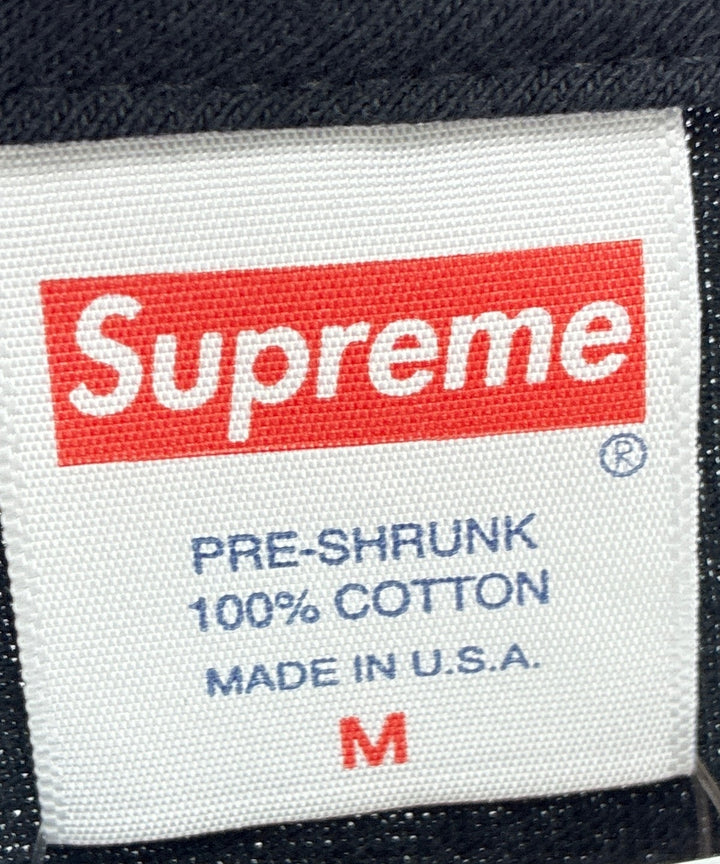 Supreme
®
PRE-SHRUNK
100% COTTON
MADE IN U.S.A.
M